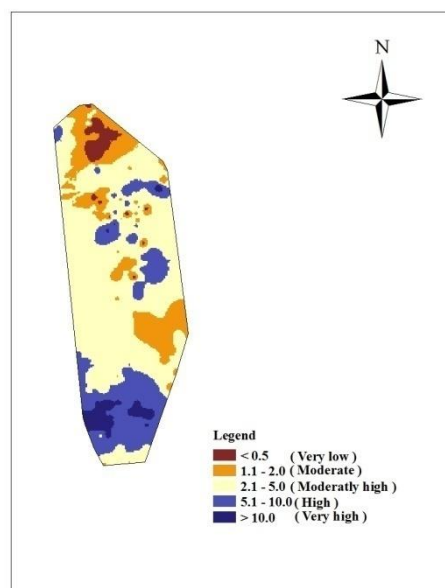 N
Legend
< 0.5 (Very low)
1.1 - 2.0 (Moderate)
2.1 - 5.0 (Moderatly high )
5.1 - 10.0 (High )
> 10.0 (Very high )